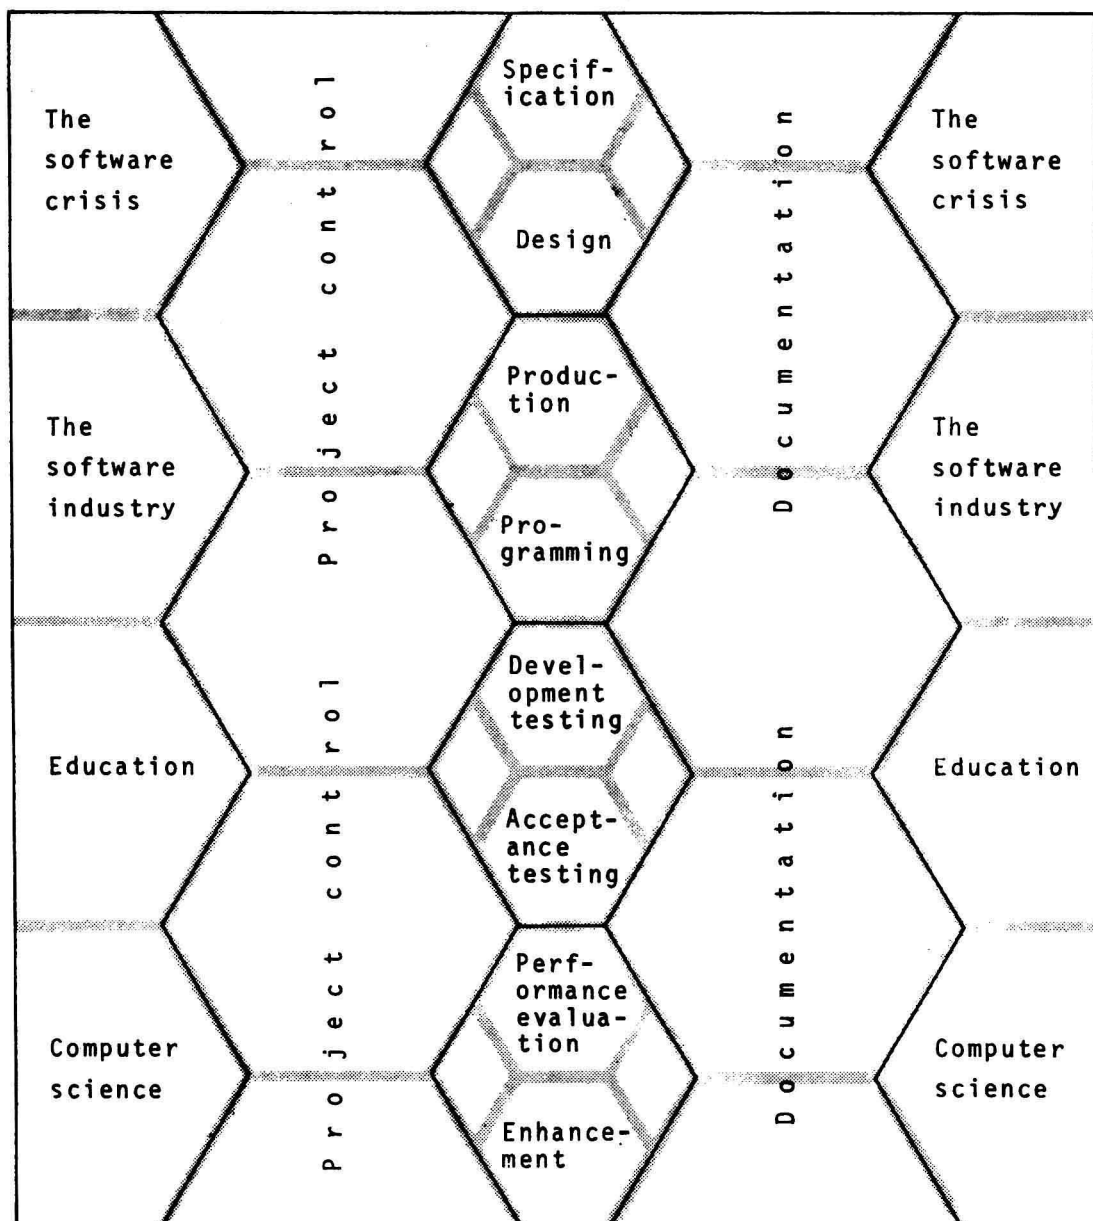 The
software
crisis
The
software
industry
Education
Computer
science
Project control
Project control
Specif-
ication
Design
Produc-
tion
Pro-
gramming
Devel-
opment
testing
Accept-
ance
testing
Perf-
ormance
evalua-
tion
Enhance-
ment
Documentation
Documentation
The
software
crisis
The
software
industry
Education
Computer
science